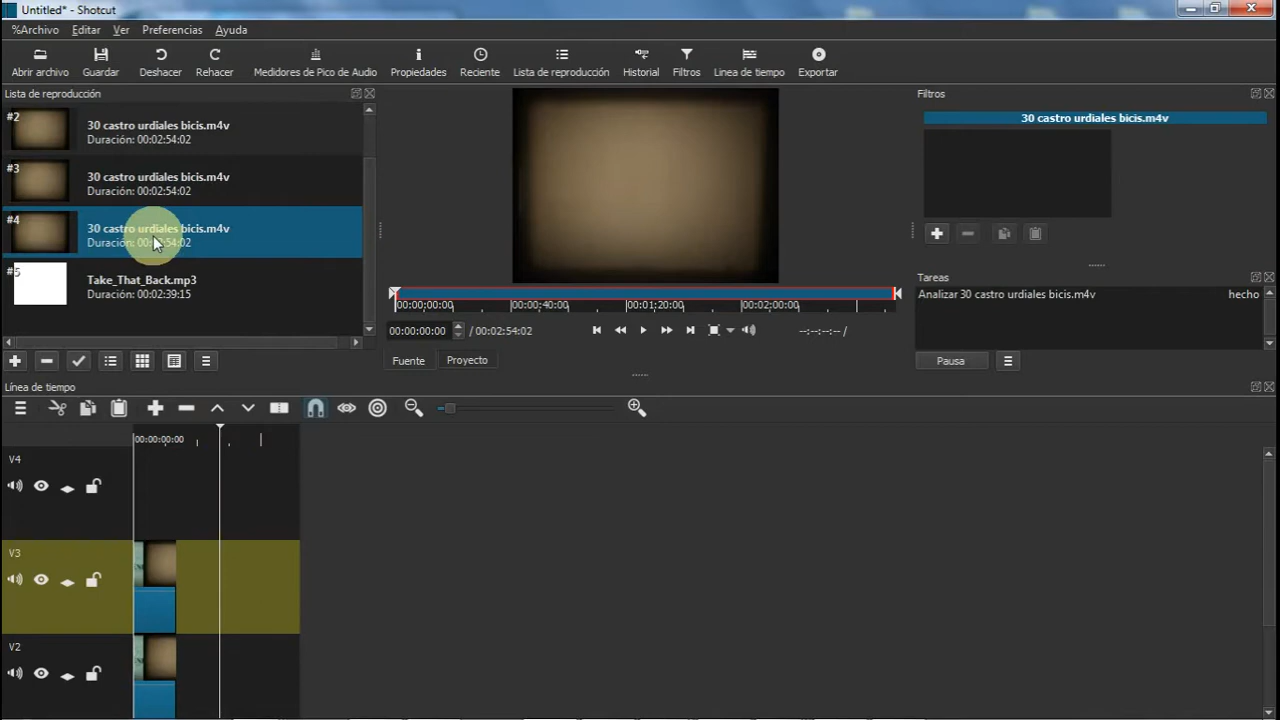 Untitled* - Shotcut
%Archivo Editar Ver Preferencias Ayuda
Abrir archivo Guardar Deshacer Rehacer Medidores de Pico de Audio Propiedades Reciente Lista de reproducción Historial Filtros Linea de tiempo Exportar
Lista de reproducción
#2
30 castro urdiales bicis.m4v
Duración: 00:02:54:02
#3
30 castro urdiales bicis.m4v
Duración: 00:02:54:02
#4
30 castro urdiales bicis.m4v
Duración: 00:02:54:02
#5
Take_That_Back.mp3
Duración: 00:02:39:15
00:00:00;00 |00:00:40;00 |00:01:20;00 |00:02:00;00
00:00:00:00 / 00:02:54:02
--:--:--:-- /
Fuente Proyecto
Filtros
30 castro urdiales bicis.m4v
Tareas
Analizar 30 castro urdiales bicis.m4v hecho
Pausa
Línea de tiempo
00:00:00;00
V4
V3
V2